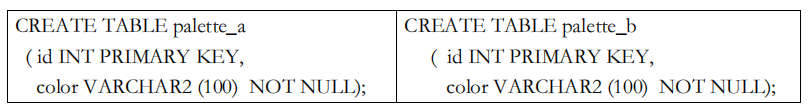 CREATE TABLE palette_a
( id INT PRIMARY KEY,
color VARCHAR2 (100)  NOT NULL);
CREATE TABLE palette_b
(  id INT PRIMARY KEY,
color VARCHAR2 (100)  NOT NULL);